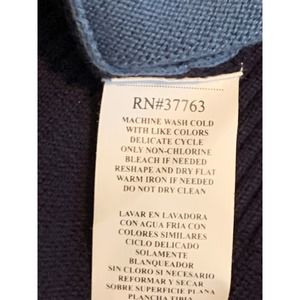 RN#37763
MACHINE WASH COLD
WITH LIKE COLORS
DELICATE CYCLE
ONLY NON-CHLORINE
BLEACH IF NEEDED
RESHAPE AND DRY FLAT
WARM IRON IF NEEDED
DO NOT DRY CLEAN
LAVAR EN LAVADORA
CON AGUA FRIA CON
COLORES SIMILARES
CICLO DELICADO
SOLAMENTE
BLANQUEADOR
SIN CLORO SI NECESARIO
REFORMAR Y SECAR
SOBRE SUPERFICIE PLANA
PLANCHA TIBIA